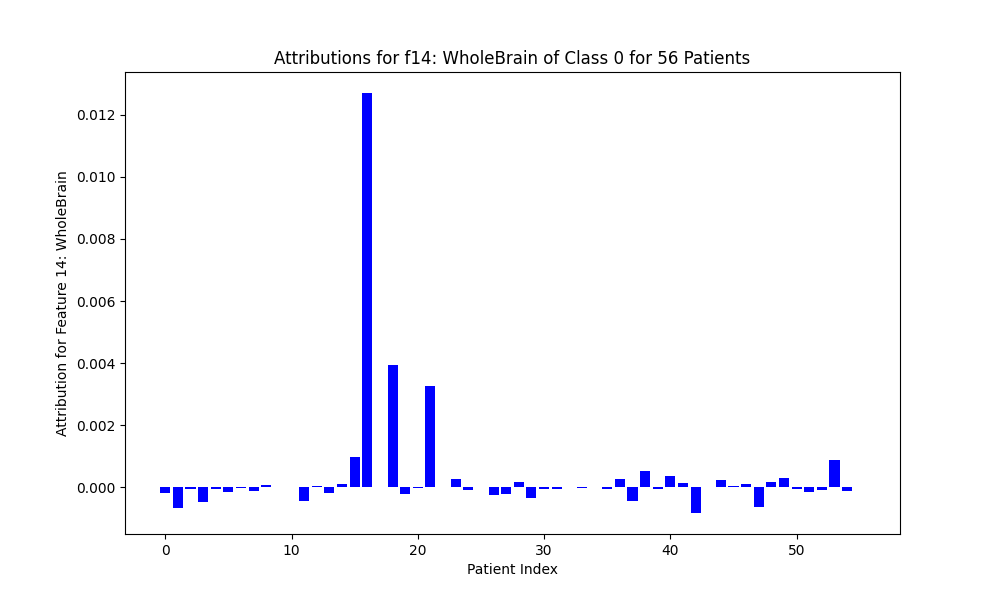 Attributions for f14: WholeBrain of Class 0 for 56 Patients
Attribution for Feature 14: WholeBrain
0.012
0.010
0.008
0.006
0.004
0.002
0.000
0 10 20 30 40 50
Patient Index